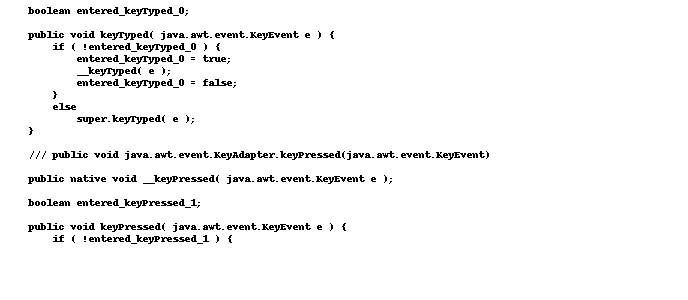 boolean entered_keyTyped_0;
public void keyTyped( java.awt.event.KeyEvent e ) {
if ( !entered_keyTyped_0 ) {
entered_keyTyped_0 = true;
__keyTyped( e );
entered_keyTyped_0 = false;
}
else
super.keyTyped( e );
}
/// public void java.awt.event.KeyAdapter.keyPressed(java.awt.event.KeyEvent)
public native void __keyPressed( java.awt.event.KeyEvent e );
boolean entered_keyPressed_1;
public void keyPressed( java.awt.event.KeyEvent e ) {
if ( !entered_keyPressed_1 ) {